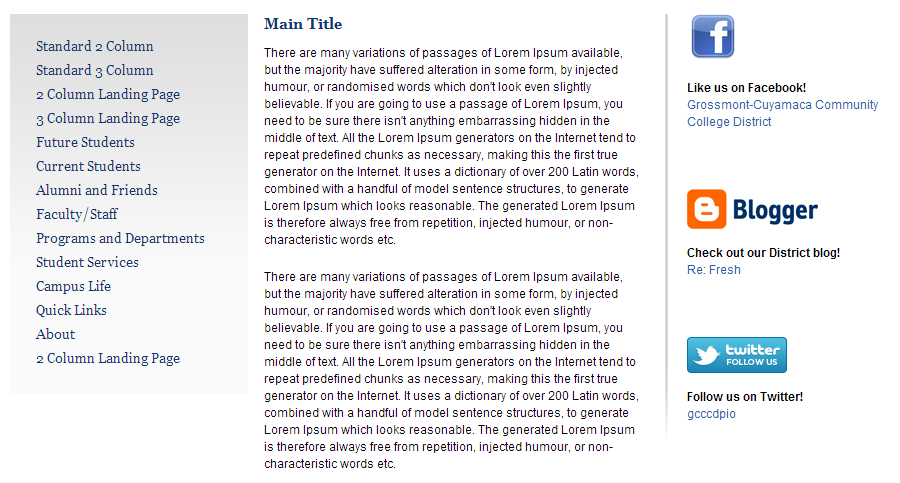 Standard 2 Column
Standard 3 Column
2 Column Landing Page
3 Column Landing Page
Future Students
Current Students
Alumni and Friends
Faculty/Staff
Programs and Departments
Student Services
Campus Life
Quick Links
About
2 Column Landing Page
Main Title
There are many variations of passages of Lorem Ipsum available,
but the majority have suffered alteration in some form, by injected
humour, or randomised words which don't look even slightly
believable. If you are going to use a passage of Lorem Ipsum, you
need to be sure there isn't anything embarrassing hidden in the
middle of text. All the Lorem Ipsum generators on the Internet tend to
repeat predefined chunks as necessary, making this the first true
generator on the Internet. It uses a dictionary of over 200 Latin words,
combined with a handful of model sentence structures, to generate
Lorem Ipsum which looks reasonable. The generated Lorem Ipsum
is therefore always free from repetition, injected humour, or non-
characteristic words etc.
There are many variations of passages of Lorem Ipsum available,
but the majority have suffered alteration in some form, by injected
humour, or randomised words which don't look even slightly
believable. If you are going to use a passage of Lorem Ipsum, you
need to be sure there isn't anything embarrassing hidden in the
middle of text. All the Lorem Ipsum generators on the Internet tend to
repeat predefined chunks as necessary, making this the first true
generator on the Internet. It uses a dictionary of over 200 Latin words,
combined with a handful of model sentence structures, to generate
Lorem Ipsum which looks reasonable. The generated Lorem Ipsum
is therefore always free from repetition, injected humour, or non-
characteristic words etc.
f
Like us on Facebook!
Grossmont-Cuyamaca Community
College District
B Blogger
Check out our District blog!
Re: Fresh
twitter
FOLLOW US
Follow us on Twitter!
gcccdpio